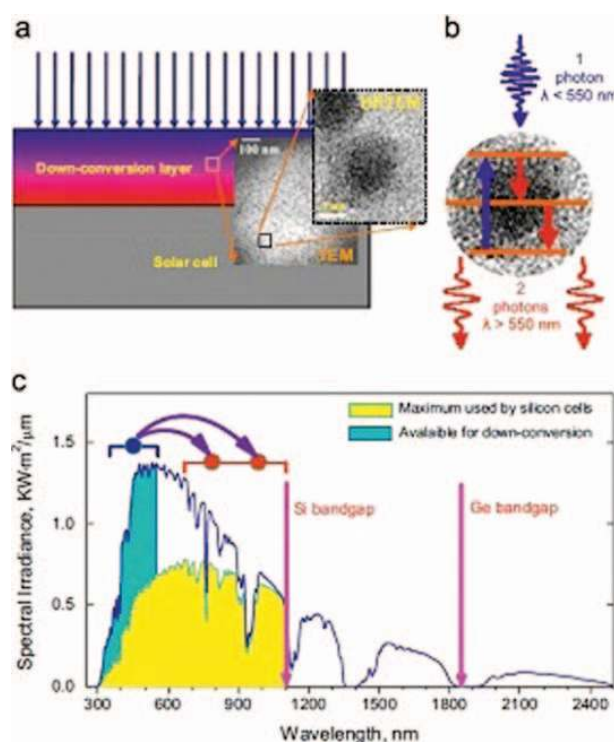 a
Down-conversion layer
100 nm
HRTEM
Solar cell
TEM
b
1
photon
λ < 550 nm
2
photons
λ > 550 nm
c
Maximum used by silicon cells
Avalaible for down-conversion
Si bandgap
Ge bandgap
Spectral Irradiance, KW·m²/μm
1.5
1.0
0.5
0.0
300 600 900 1200 1500 1800 2100 2400
Wavelength, nm